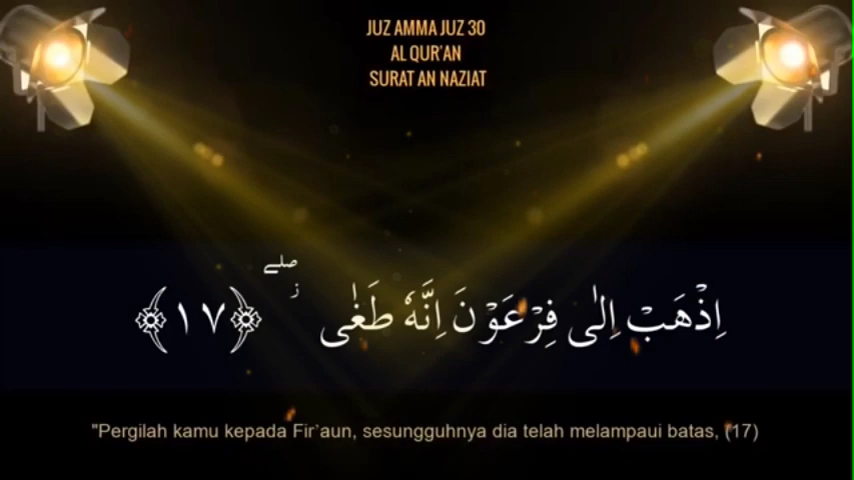 JUZ AMMA JUZ 30
AL QUR'AN
SURAT AN NAZIAT
اِذْهَبْ اِلٰى فِرْعَوْنَ اِنَّهٗ طَغٰى ۖ ز ﴿١٧﴾
"Pergilah kamu kepada Fir'aun, sesungguhnya dia telah melampaui batas, (17)